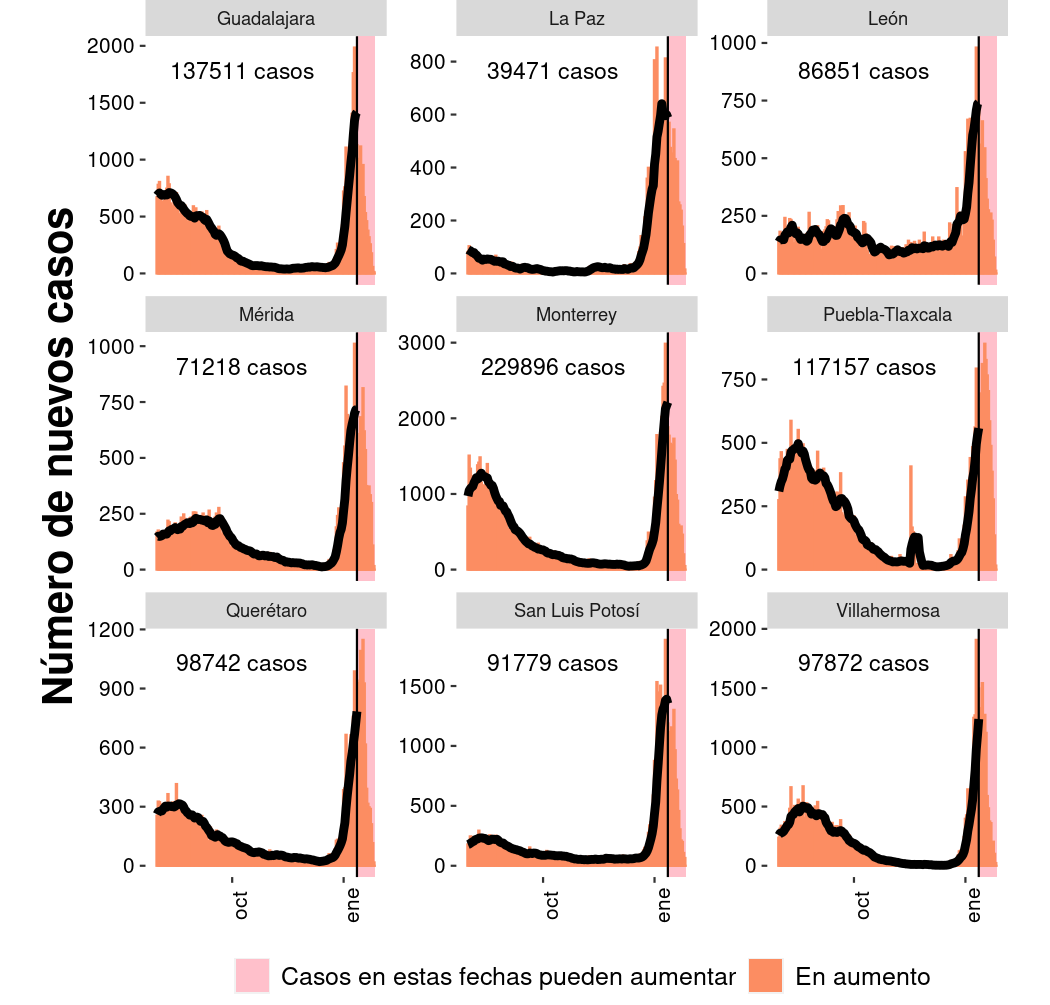 Guadalajara La Paz León
2000
1500
1000
500
0
137511 casos
800
600
400
200
0
39471 casos
1000
750
500
250
0
86851 casos
Número de nuevos casos
Mérida Monterrey Puebla-Tlaxcala
1000
750
500
250
0
71218 casos
3000
2000
1000
0
229896 casos
750
500
250
0
117157 casos
Querétaro San Luis Potosí Villahermosa
1200
900
600
300
0
98742 casos
1500
1000
500
0
91779 casos
2000
1500
1000
500
0
97872 casos
oct ene oct ene oct ene
Casos en estas fechas pueden aumentar En aumento